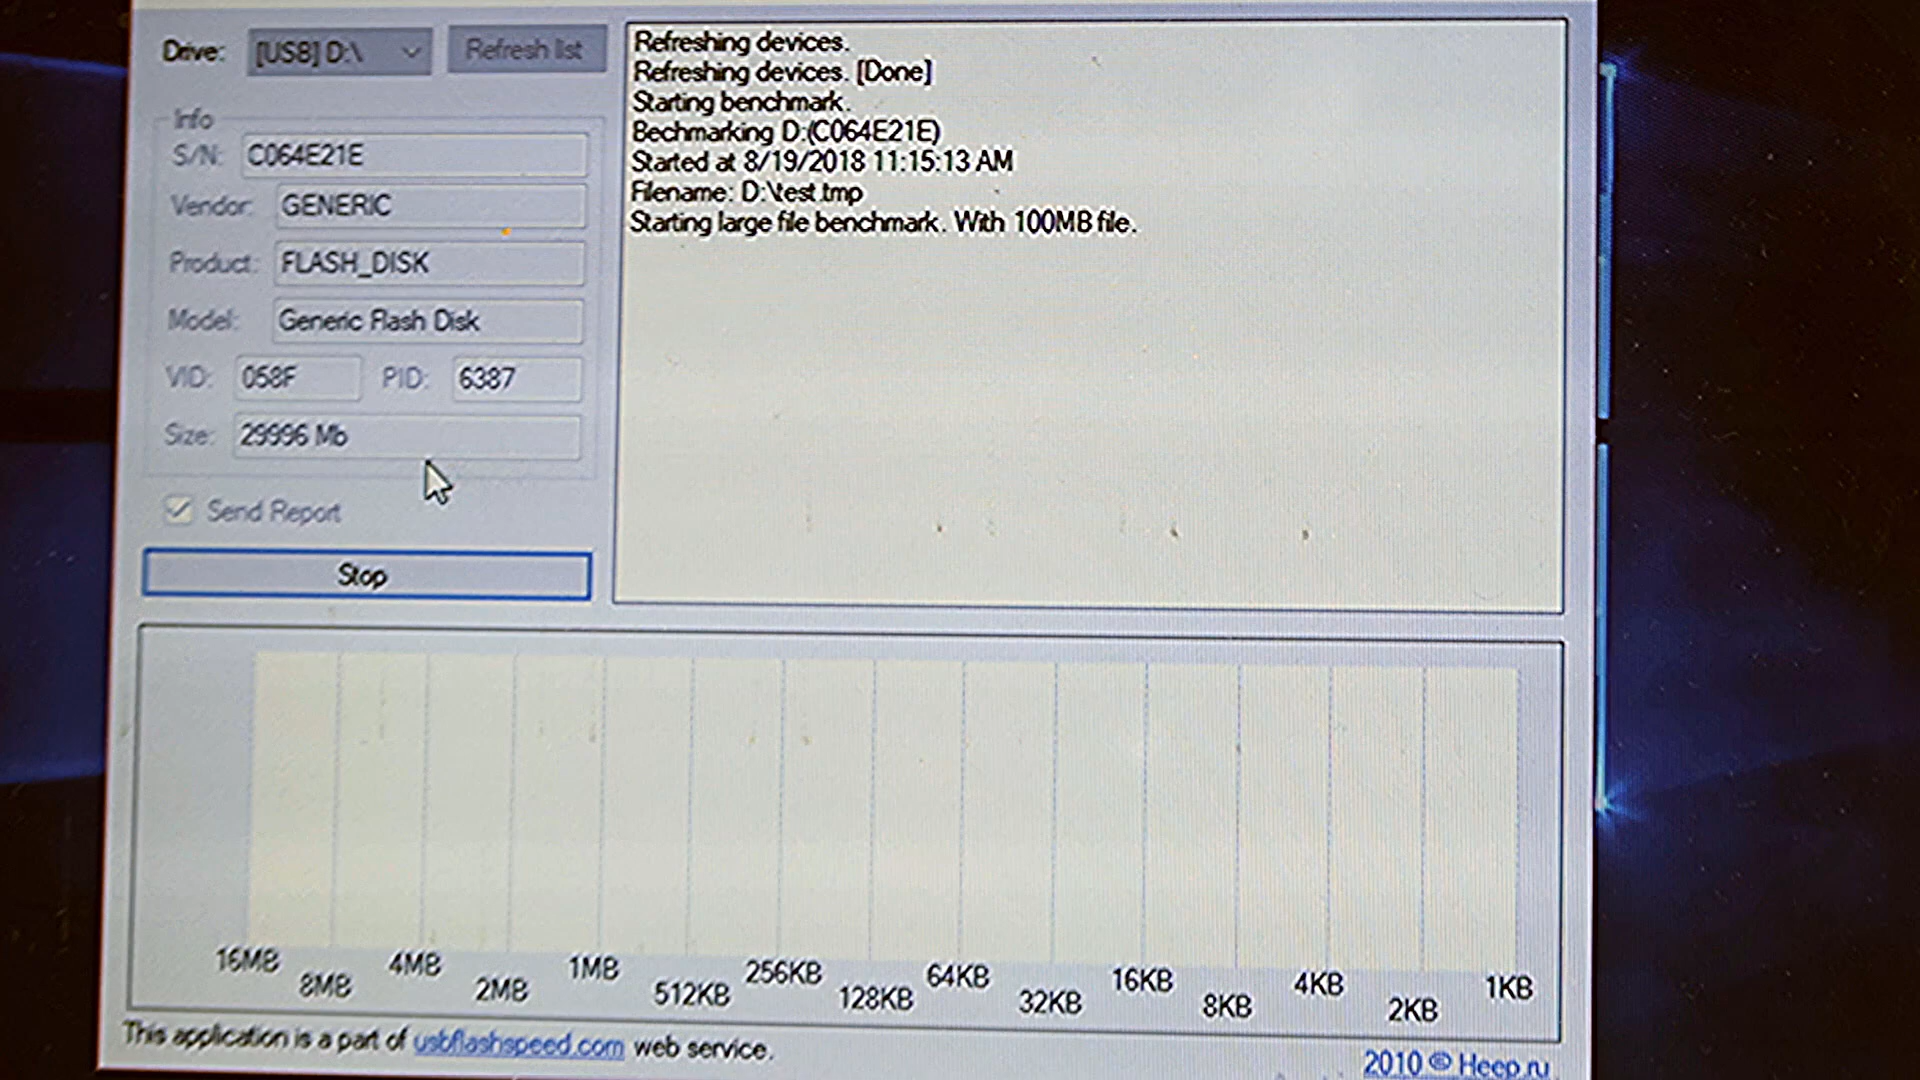 Drive: [USB] D:\ Refresh list
Info
S/N: C064E21E
Vendor: GENERIC
Product: FLASH_DISK
Model: Generic Flash Disk
VID: 058F PID: 6387
Size: 29996 Mb
Send Report
Stop
Refreshing devices.
Refreshing devices. [Done]
Starting benchmark.
Bechmarking D:(C064E21E)
Started at 8/19/2018 11:15:13 AM
Filename: D:\test.tmp
Starting large file benchmark. With 100MB file.
16MB 8MB 4MB 2MB 1MB 512KB 256KB 128KB 64KB 32KB 16KB 8KB 4KB 2KB 1KB
This application is a part of usbflashspeed.com web service.
2010 © Heep.ru